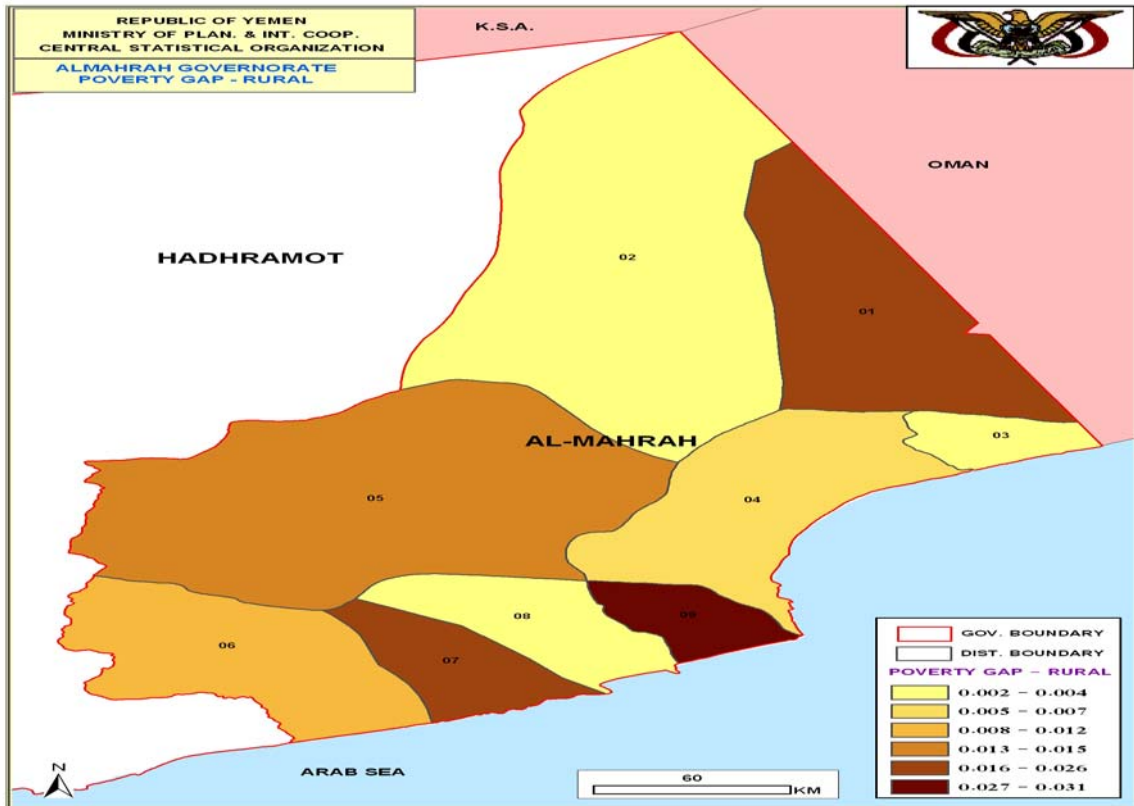 REPUBLIC OF YEMEN
MINISTRY OF PLAN. & INT. COOP.
CENTRAL STATISTICAL ORGANIZATION
ALMAHRAH GOVERNORATE
POVERTY GAP - RURAL
K.S.A.
OMAN
HADHRAMOT
02
01
03
AL-MAHRAH
04
05
08
09
06
07
GOV. BOUNDARY
DIST. BOUNDARY
POVERTY GAP - RURAL
0.002 - 0.004
0.005 - 0.007
0.008 - 0.012
0.013 - 0.015
0.016 - 0.026
0.027 - 0.031
N
ARAB SEA
60
KM